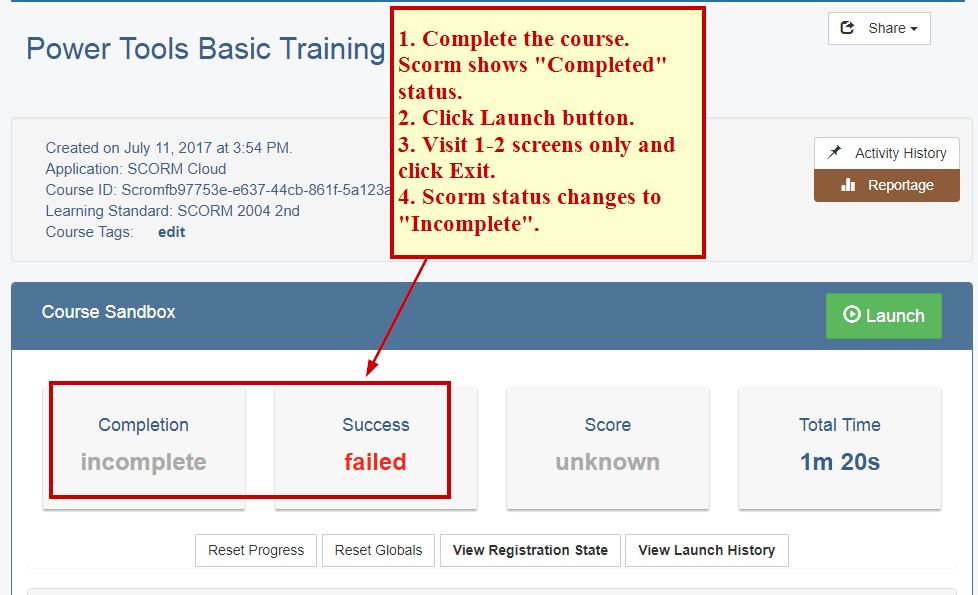 Power Tools Basic Training
Share
1. Complete the course.
Scorm shows "Completed"
status.
2. Click Launch button.
3. Visit 1-2 screens only and
click Exit.
4. Scorm status changes to
"Incomplete".
Created on July 11, 2017 at 3:54 PM.
Application: SCORM Cloud
Course ID: Scromfb97753e-e637-44cb-861f-5a123a
Learning Standard: SCORM 2004 2nd
Course Tags: edit
Activity History
Reportage
Course Sandbox
Launch
Completion
incomplete
Success
failed
Score
unknown
Total Time
1m 20s
Reset Progress
Reset Globals
View Registration State
View Launch History